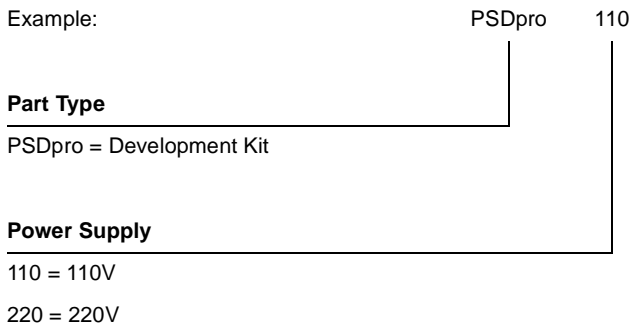 Example: PSDpro 110
Part Type
PSDpro = Development Kit
Power Supply
110 = 110V
220 = 220V